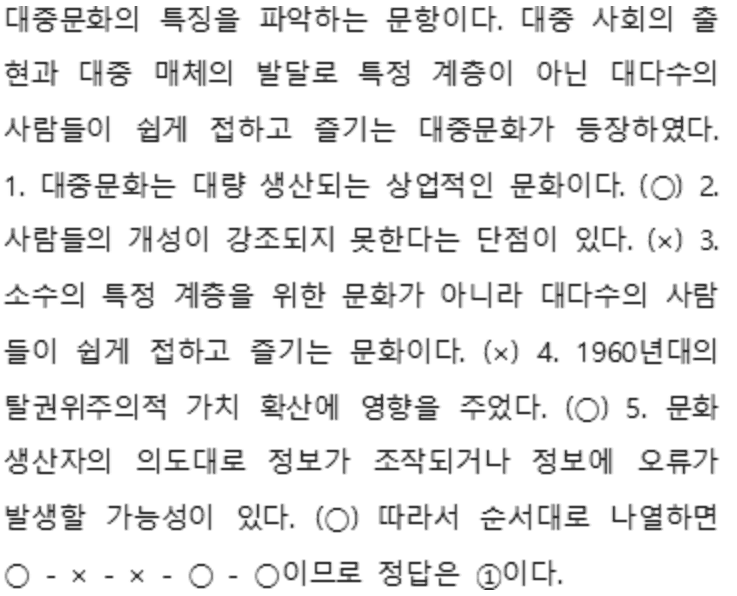 대중문화의 특징을 파악하는 문항이다. 대중 사회의 출
현과 대중 매체의 발달로 특정 계층이 아닌 대다수의
사람들이 쉽게 접하고 즐기는 대중문화가 등장하였다.
1. 대중문화는 대량 생산되는 상업적인 문화이다. (○) 2.
사람들의 개성이 강조되지 못한다는 단점이 있다. (×) 3.
소수의 특정 계층을 위한 문화가 아니라 대다수의 사람
들이 쉽게 접하고 즐기는 문화이다. (×) 4. 1960년대의
탈권위주의적 가치 확산에 영향을 주었다. (○) 5. 문화
생산자의 의도대로 정보가 조작되거나 정보에 오류가
발생할 가능성이 있다. (○) 따라서 순서대로 나열하면
○ - × - × - ○ - ○이므로 정답은 ①이다.